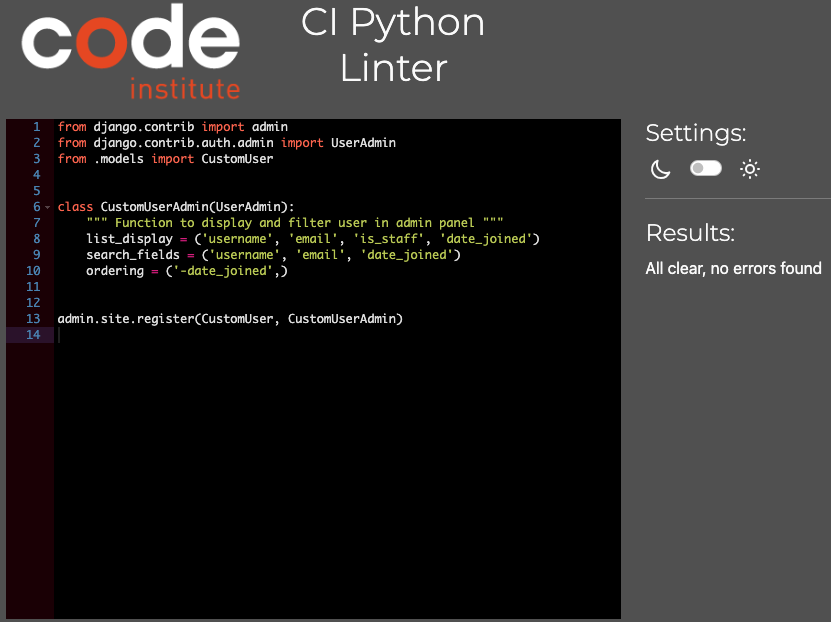 code
institute
CI Python
Linter
1 from django.contrib import admin
2 from django.contrib.auth.admin import UserAdmin
3 from .models import CustomUser
4
5
6 class CustomUserAdmin(UserAdmin):
7     """ Function to display and filter user in admin panel """
8     list_display = ('username', 'email', 'is_staff', 'date_joined')
9     search_fields = ('username', 'email', 'date_joined')
10     ordering = ('-date_joined',)
11
12
13 admin.site.register(CustomUser, CustomUserAdmin)
14
Settings:
Results:
All clear, no errors found